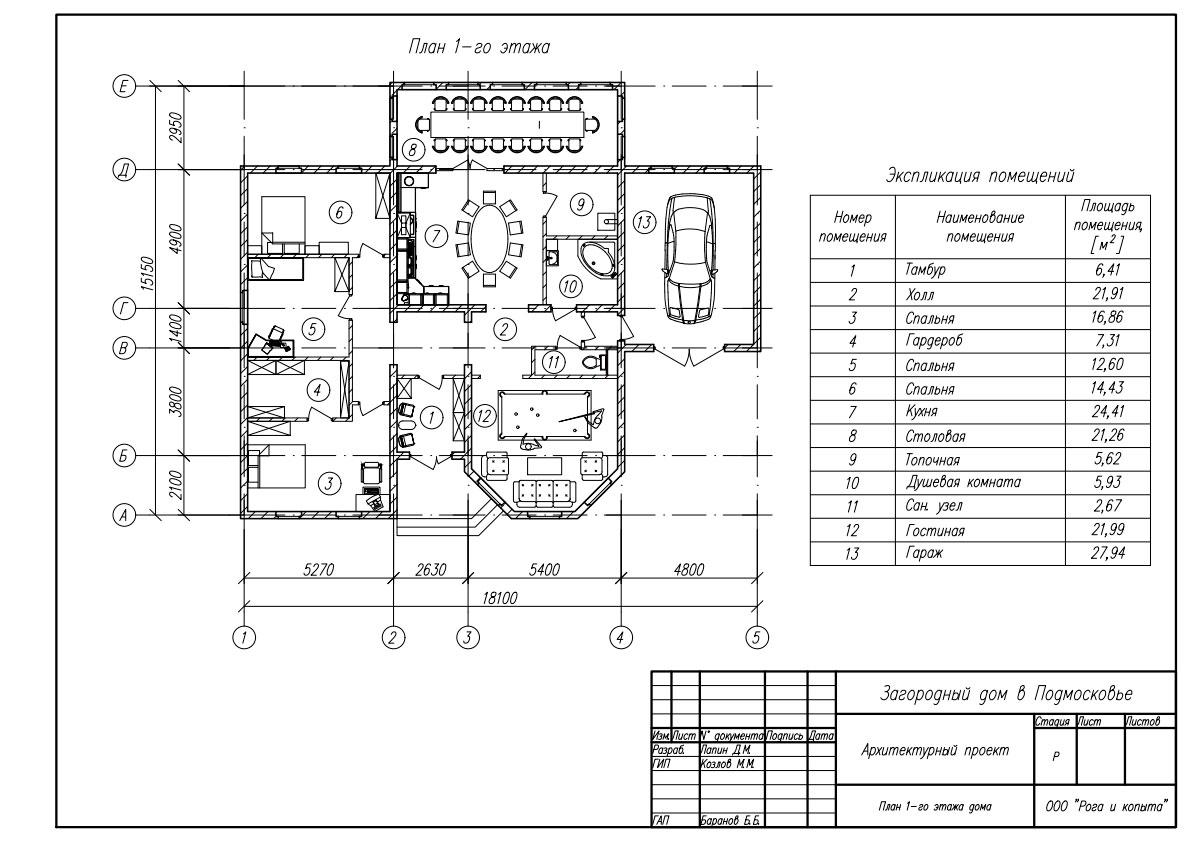 План 1-го этажа
Е
Д
Г
В
Б
А
2950
4900
1400
3800
2100
15150
8
6
7
9
13
10
5
2
11
4
1
12
3
5270
2630
5400
4800
18100
1
2
3
4
5
Экспликация помещений
Номер помещения
Наименование помещения
Площадь помещения, [м²]
1 Тамбур 6,41
2 Холл 21,91
3 Спальня 16,86
4 Гардероб 7,31
5 Спальня 12,60
6 Спальня 14,43
7 Кухня 24,41
8 Столовая 21,26
9 Топочная 5,62
10 Душевая комната 5,93
11 Сан. узел 2,67
12 Гостиная 21,99
13 Гараж 27,94
Загородный дом в Подмосковье
Стадия Лист Листов
Изм. Лист N° документа Подпись Дата
Разраб. Папин Д.М.
ГИП Козлов М.М.
Архитектурный проект
Р
План 1-го этажа дома
ООО "Рога и копыта"
ГАП Баранов Б.Б.